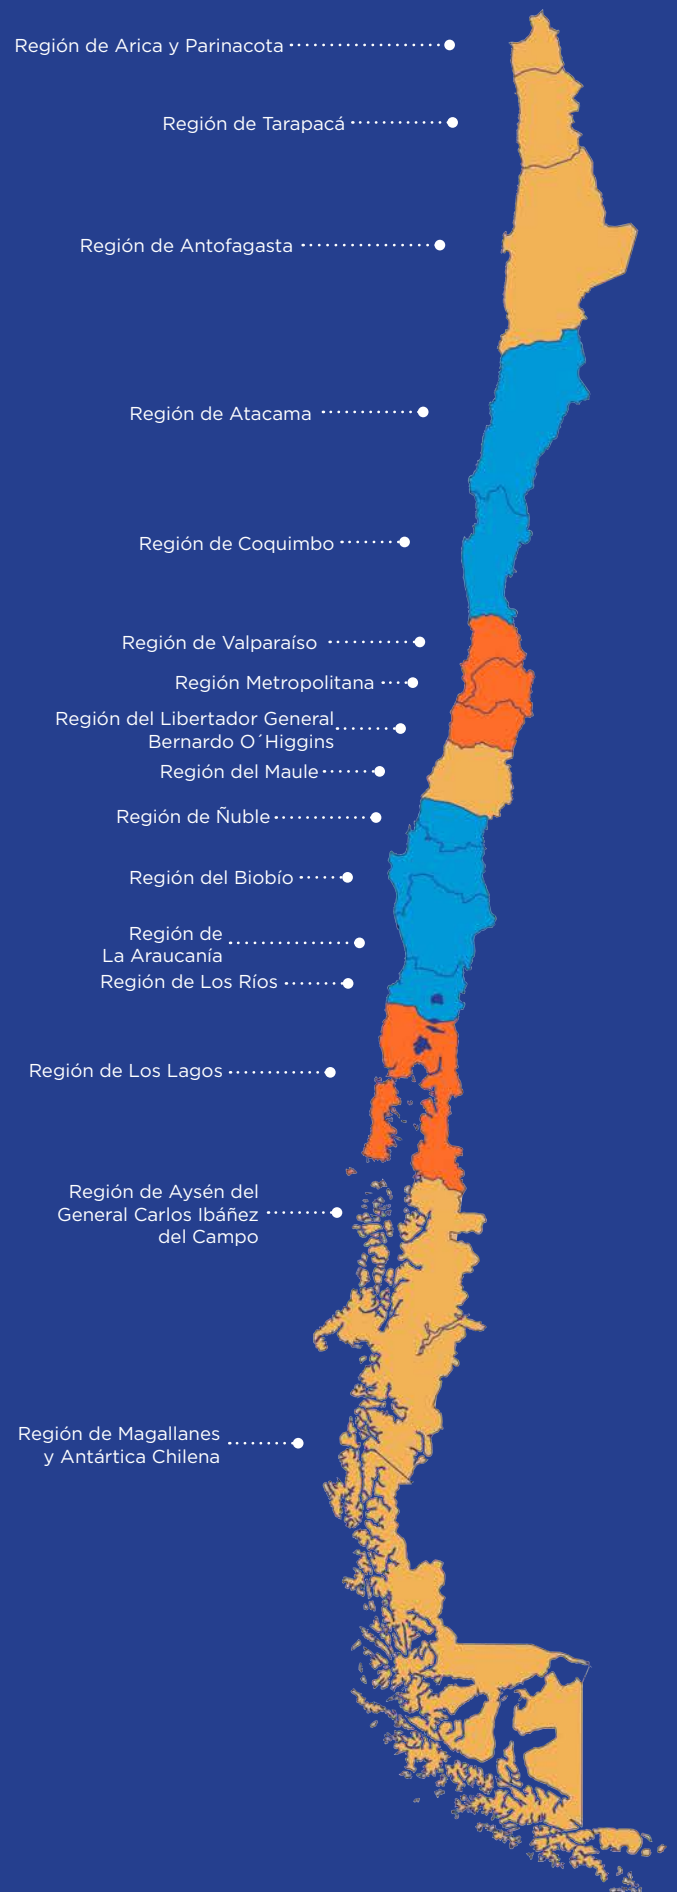 Región de Arica y Parinacota
Región de Tarapacá
Región de Antofagasta
Región de Atacama
Región de Coquimbo
Región de Valparaíso
Región Metropolitana
Región del Libertador General
Bernardo O´Higgins
Región del Maule
Región de Ñuble
Región del Biobío
Región de
La Araucanía
Región de Los Ríos
Región de Los Lagos
Región de Aysén del
General Carlos Ibáñez
del Campo
Región de Magallanes
y Antártica Chilena